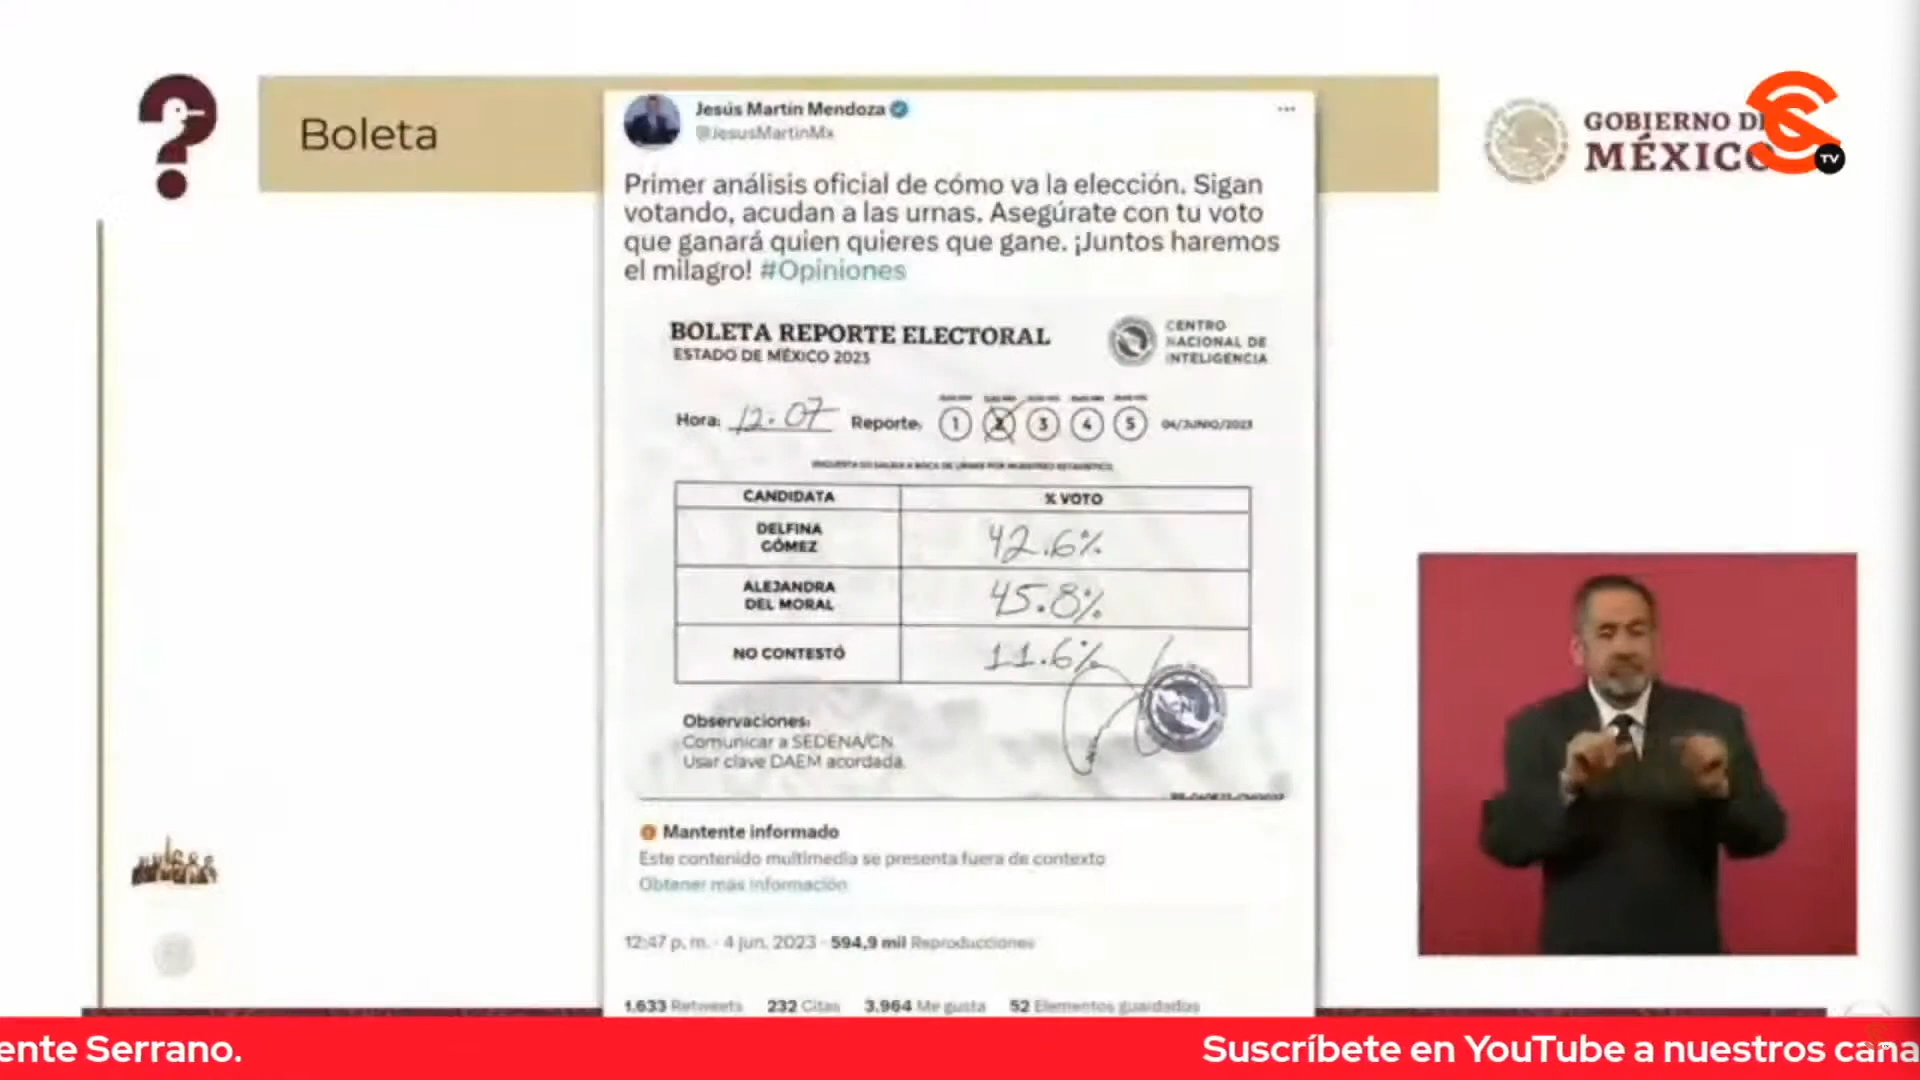 Boleta
GOBIERNO DE
MÉXICO
TV
Jesús Martín Mendoza
@JesusMartinMx
Primer análisis oficial de cómo va la elección. Sigan
votando, acudan a las urnas. Asegúrate con tu voto
que ganará quien quieres que gane. ¡Juntos haremos
el milagro! #Opiniones
BOLETA REPORTE ELECTORAL
ESTADO DE MÉXICO 2023
CENTRO
NACIONAL DE
INTELIGENCIA
Hora: 12:07 Reporte: 1 2 3 4 5 04/JUNIO/2023
CANDIDATA % VOTO
DELFINA
GÓMEZ
42.6%
ALEJANDRA
DEL MORAL
45.8%
NO CONTESTÓ 11.6%
CNI
Observaciones:
Comunicar a SEDENA/GN
Usar clave DAEM acordada.
Mantente informado
Este contenido multimedia se presenta fuera de contexto
Obtener más información
12:47 p. m. · 4 jun. 2023 · 594,9 mil Reproducciones
1.633 Retweets 232 Citas 3.964 Me gusta 52 Elementos guardados
ente Serrano. Suscríbete en YouTube a nuestros cana